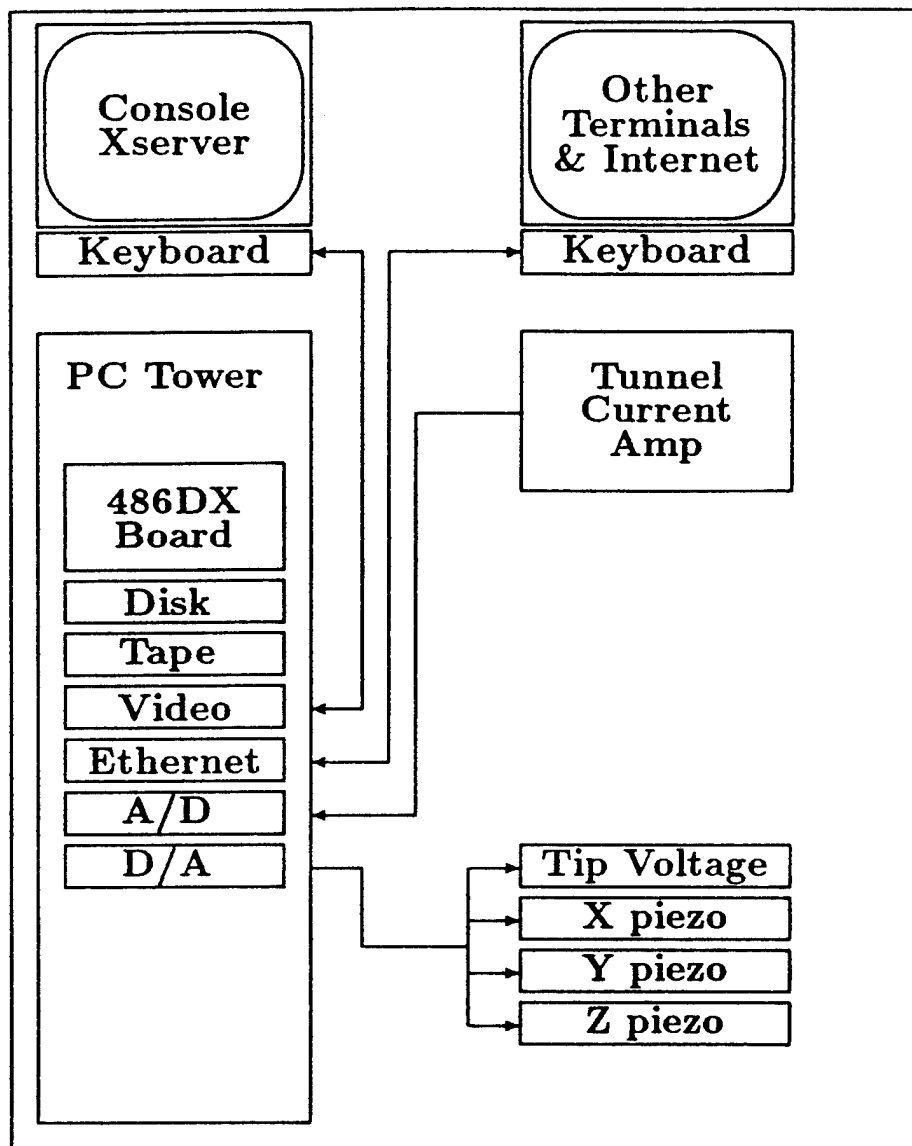 Console
Xserver
Keyboard
Other
Terminals
& Internet
Keyboard
PC Tower
486DX
Board
Disk
Tape
Video
Ethernet
A/D
D/A
Tunnel
Current
Amp
Tip Voltage
X piezo
Y piezo
Z piezo